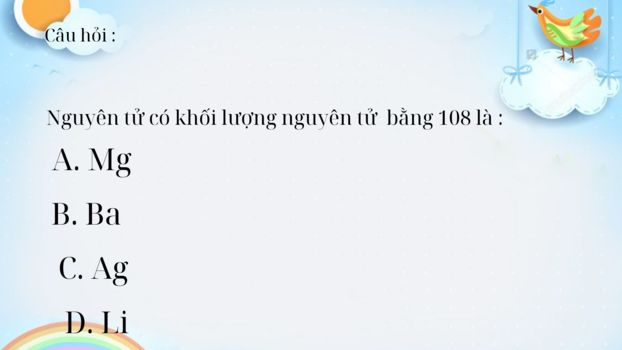 Câu hỏi :
Nguyên tử có khối lượng nguyên tử bằng 108 là :
A. Mg
B. Ba
C. Ag
D. Li